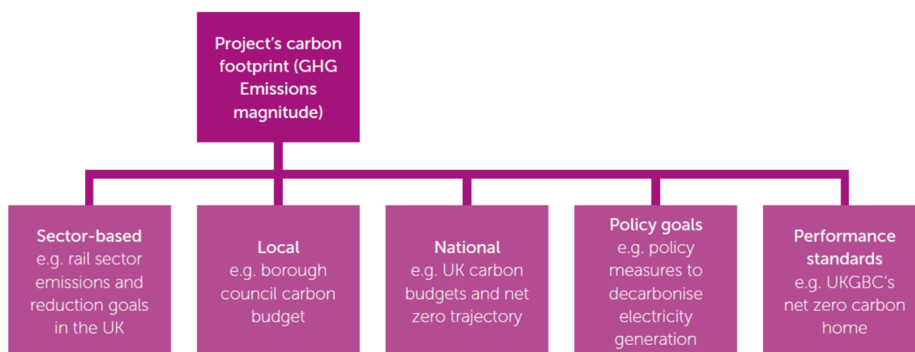 Project's carbon
footprint (GHG
Emissions
magnitude)
Sector-based
e.g. rail sector
emissions and
reduction goals
in the UK
Local
e.g. borough
council carbon
budget
National
e.g. UK carbon
budgets and net
zero trajectory
Policy goals
e.g. policy
measures to
decarbonise
electricity
generation
Performance
standards
e.g. UKGBC's
net zero carbon
home